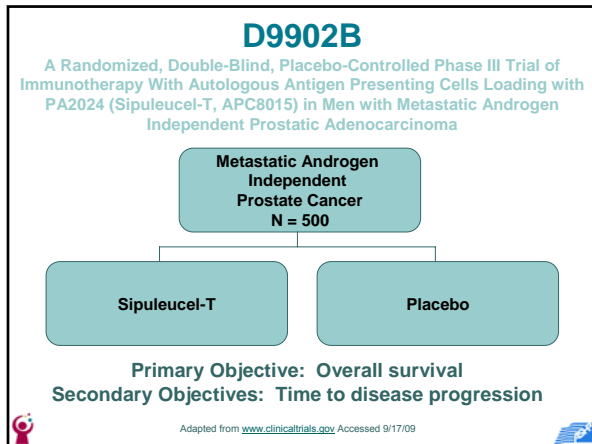 D9902B
A Randomized, Double-Blind, Placebo-Controlled Phase III Trial of
Immunotherapy With Autologous Antigen Presenting Cells Loading with
PA2024 (Sipuleucel-T, APC8015) in Men with Metastatic Androgen
Independent Prostatic Adenocarcinoma
Metastatic Androgen
Independent
Prostate Cancer
N = 500
Sipuleucel-T
Placebo
Primary Objective: Overall survival
Secondary Objectives: Time to disease progression
Adapted from www.clinicaltrials.gov Accessed 9/17/09